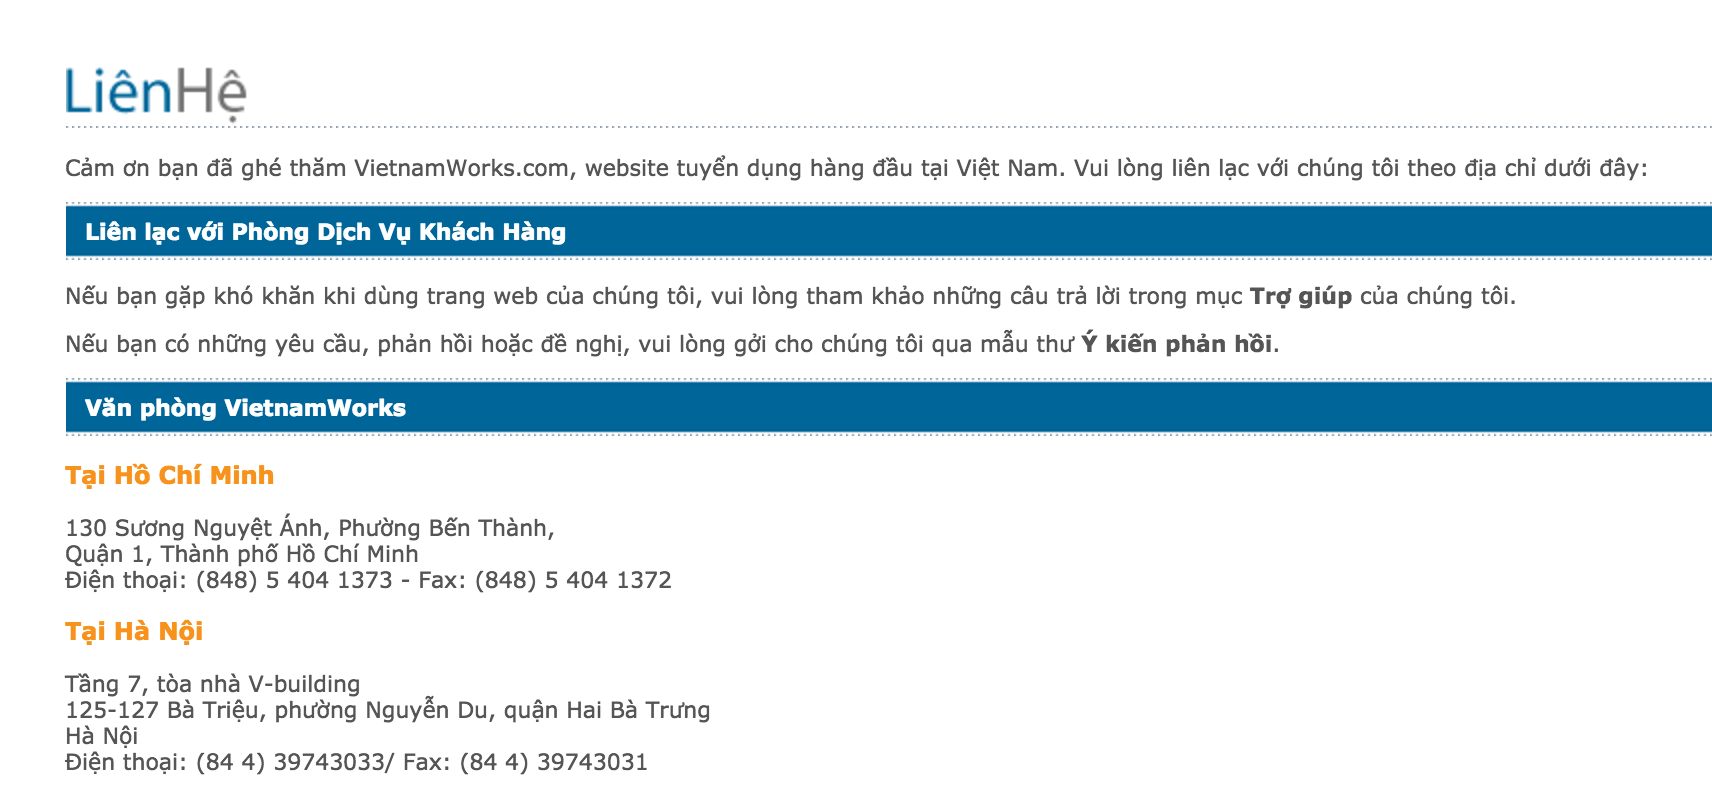 LiênHệ
Cảm ơn bạn đã ghé thăm VietnamWorks.com, website tuyển dụng hàng đầu tại Việt Nam. Vui lòng liên lạc với chúng tôi theo địa chỉ dưới đây:
Liên lạc với Phòng Dịch Vụ Khách Hàng
Nếu bạn gặp khó khăn khi dùng trang web của chúng tôi, vui lòng tham khảo những câu trả lời trong mục Trợ giúp của chúng tôi.
Nếu bạn có những yêu cầu, phản hồi hoặc đề nghị, vui lòng gởi cho chúng tôi qua mẫu thư Ý kiến phản hồi.
Văn phòng VietnamWorks
Tại Hồ Chí Minh
130 Sương Nguyệt Ánh, Phường Bến Thành,
Quận 1, Thành phố Hồ Chí Minh
Điện thoại: (848) 5 404 1373 - Fax: (848) 5 404 1372
Tại Hà Nội
Tầng 7, tòa nhà V-building
125-127 Bà Triệu, phường Nguyễn Du, quận Hai Bà Trưng
Hà Nội
Điện thoại: (84 4) 39743033/ Fax: (84 4) 39743031